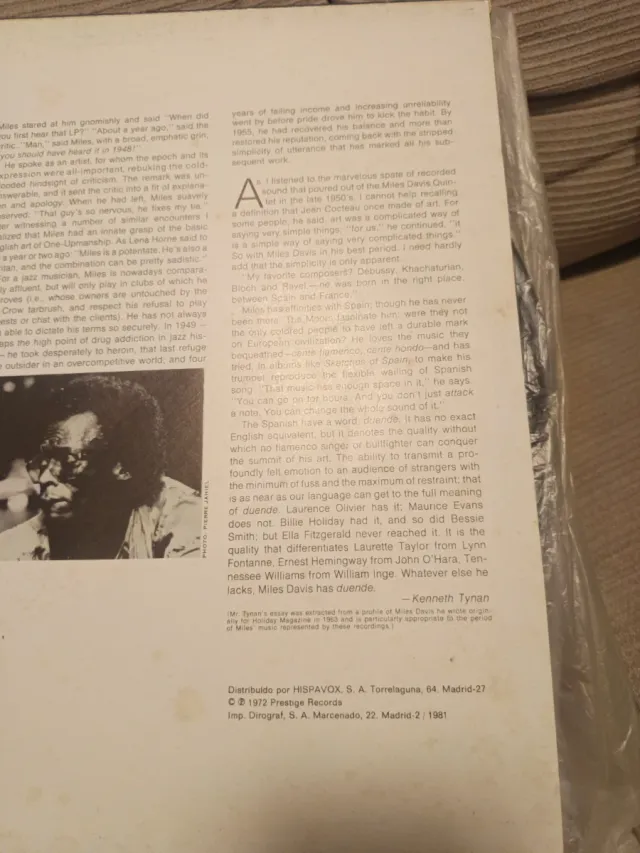 Miles stared at him gnomishly and said "When did
you first hear that LP?" "About a year ago," said the
critic. "Man," said Miles, with a broad, emphatic grin,
you should have heard it in 1948!"
He spoke as an artist, for whom the epoch and its
expression were all-important, rebuking the cold-
looded hindsight of criticism. The remark was un-
swerable, and it sent the critic into a fit of explana-
n and apology. When he had left, Miles suavely
served: "That guy's so nervous, he fixes my tie."
er witnessing a number of similar encounters I
alized that Miles had an innate grasp of the basic
glish art of One-Upmanship. As Lena Horne said to
a year or two ago: "Miles is a potentate. He's also a
itan, and the combination can be pretty sadistic."
For a jazz musician, Miles is nowadays compara-
ly affluent, but will only play in clubs of which he
roves (i.e., whose owners are untouched by the
Crow tarbrush, and respect his refusal to play
ests or chat with the clients). He has not always
able to dictate his terms so securely. In 1949 —
aps the high point of drug addiction in jazz his-
— he took desperately to heroin, that last refuge
e outsider in an overcompetitive world; and four
PHOTO: PIERRE JANIEL
years of falling income and increasing unreliability
went by before pride drove him to kick the habit. By
1955, he had recovered his balance and more than
restored his reputation, coming back with the stripped
simplicity of utterance that has marked all his sub-
sequent work.
As I listened to the marvelous spate of recorded
sound that poured out of the Miles Davis Quin-
tet in the late 1950's, I cannot help recalling
a definition that Jean Cocteau once made of art. For
some people, he said, art was a complicated way of
saying very simple things, "for us," he continued, "it
is a simple way of saying very complicated things."
So with Miles Davis in his best period. I need hardly
add that the simplicity is only apparent.
"My favorite composers? Debussy, Khachaturian,
Bloch and Ravel—he was born in the right place,
between Spain and France."
Miles has affinities with Spain, though he has never
been there. The Moors fascinate him: were they not
the only colored people to have left a durable mark
on European civilization? He loves the music they
bequeathed—cante flamenco, cante hondo—and has
tried, in albums like Sketches of Spain, to make his
trumpet reproduce the flexible wailing of Spanish
song. "That music has enough space in it," he says.
"You can go on for hours. And you don't just attack
a note. You can change the whole sound of it."
The Spanish have a word, duende. It has no exact
English equivalent, but it denotes the quality without
which no flamenco singer or bullfighter can conquer
the summit of his art. The ability to transmit a pro-
foundly felt emotion to an audience of strangers with
the minimum of fuss and the maximum of restraint: that
is as near as our language can get to the full meaning
of duende. Laurence Olivier has it; Maurice Evans
does not. Billie Holiday had it, and so did Bessie
Smith; but Ella Fitzgerald never reached it. It is the
quality that differentiates Laurette Taylor from Lynn
Fontanne, Ernest Hemingway from John O'Hara, Ten-
nessee Williams from William Inge. Whatever else he
lacks, Miles Davis has duende.
—Kenneth Tynan
(Mr. Tynan's essay was extracted from a profile of Miles Davis he wrote origin-
ally for Holiday Magazine in 1963 and is particularly appropriate to the period
of Miles' music represented by these recordings.)
Distribuido por HISPAVOX, S. A. Torrelaguna, 64. Madrid-27
© ℗ 1972 Prestige Records
Imp. Dirograf, S. A. Marcenado, 22. Madrid-2 / 1981